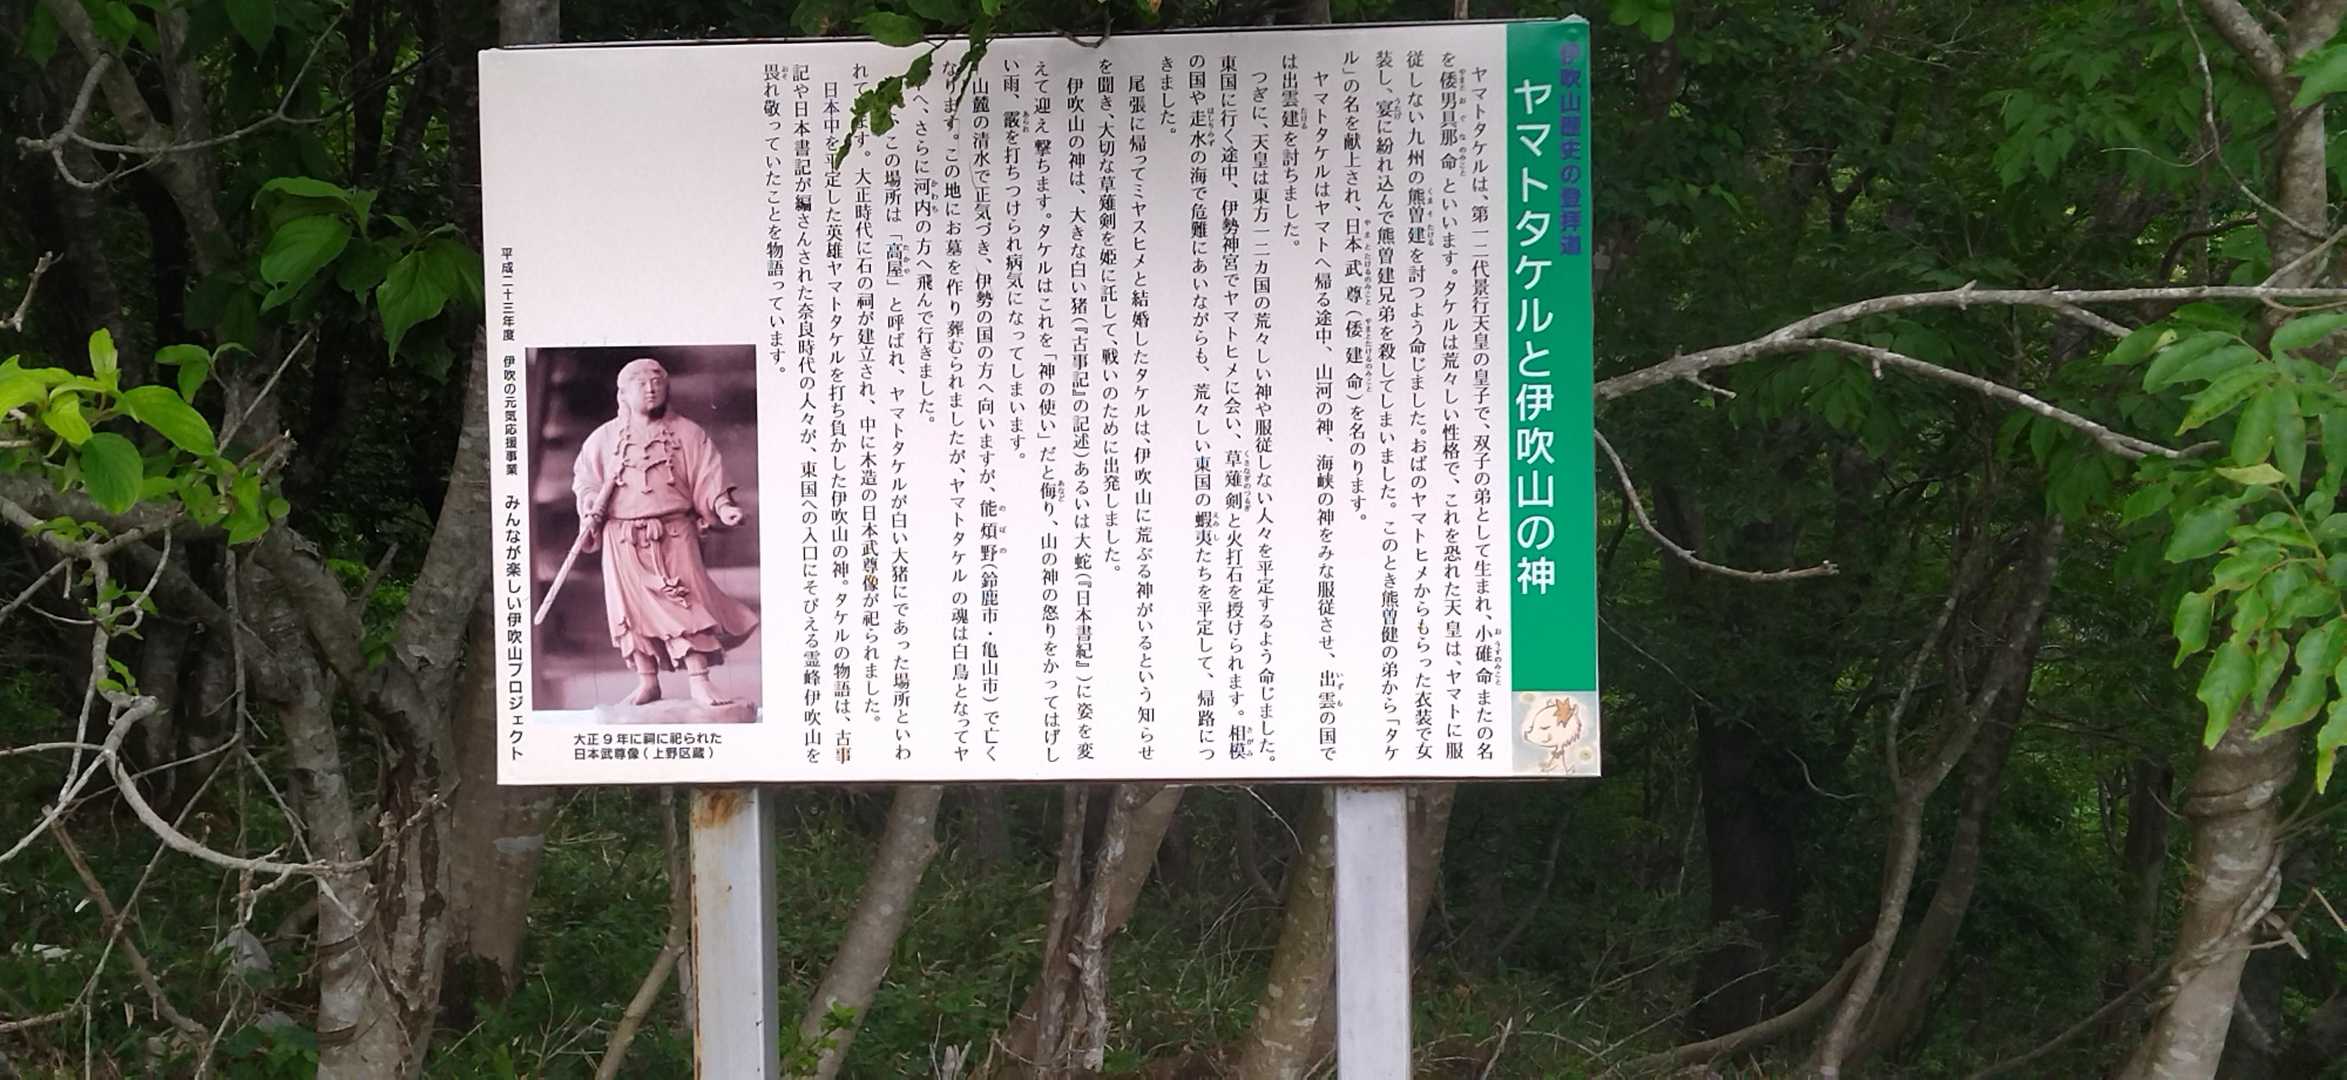 伊吹山歴史の登拝道
ヤマトタケルと伊吹山の神
ヤマトタケルは、第一二代景行天皇の皇子で、双子の弟として生まれ、小碓命またの名
を倭男具那命といいます。タケルは荒々しい性格で、これを恐れた天皇は、ヤマトに服
従しない九州の熊曽建を討つよう命じました。おばのヤマトヒメからもらった衣装で女
装し、宴に紛れ込んで熊曽建兄弟を殺してしまいました。このとき熊曽健の弟から「タケ
ル」の名を献上され、日本武尊(倭建命)を名のります。
ヤマトタケルはヤマトへ帰る途中、山河の神、海峡の神をみな服従させ、出雲の国で
は出雲建を討ちました。
つぎに、天皇は東方一二カ国の荒々しい神や服従しない人々を平定するよう命じました。
東国に行く途中、伊勢神宮でヤマトヒメに会い、草薙剣と火打石を授けられます。相模
の国や走水の海で危難にあいながらも、荒々しい東国の蝦夷たちを平定して、帰路につ
きました。
尾張に帰ってミヤスヒメと結婚したタケルは、伊吹山に荒ぶる神がいるという知らせ
を聞き、大切な草薙剣を姫に託して、戦いのために出発しました。
伊吹山の神は、大きな白い猪(『古事記』の記述)あるいは大蛇(『日本書紀』)に姿を変
えて迎え撃ちます。タケルはこれを「神の使い」だと侮り、山の神の怒りをかってはげし
い雨、霰を打ちつけられ病気になってしまいます。
山麓の清水で正気づき、伊勢の国の方へ向いますが、能煩野(鈴鹿市・亀山市)で亡く
なります。この地にお墓を作り葬むられましたが、ヤマトタケルの魂は白鳥となってヤ
へ、さらに河内の方へ飛んで行きました。
この場所は「高屋」と呼ばれ、ヤマトタケルが白い大猪にであった場所といわ
れて ます。大正時代に石の祠が建立され、中に木造の日本武尊像が祀られました。
日本中を平定した英雄ヤマトタケルを打ち負かした伊吹山の神。タケルの物語は、古事
記や日本書記が編さんされた奈良時代の人々が、東国への入口にそびえる霊峰伊吹山を
畏れ敬っていたことを物語っています。
大正9年に祠に祀られた
日本武尊像(上野区蔵)
平成二十三年度 伊吹の元気応援事業 みんなが楽しい伊吹山プロジェクト